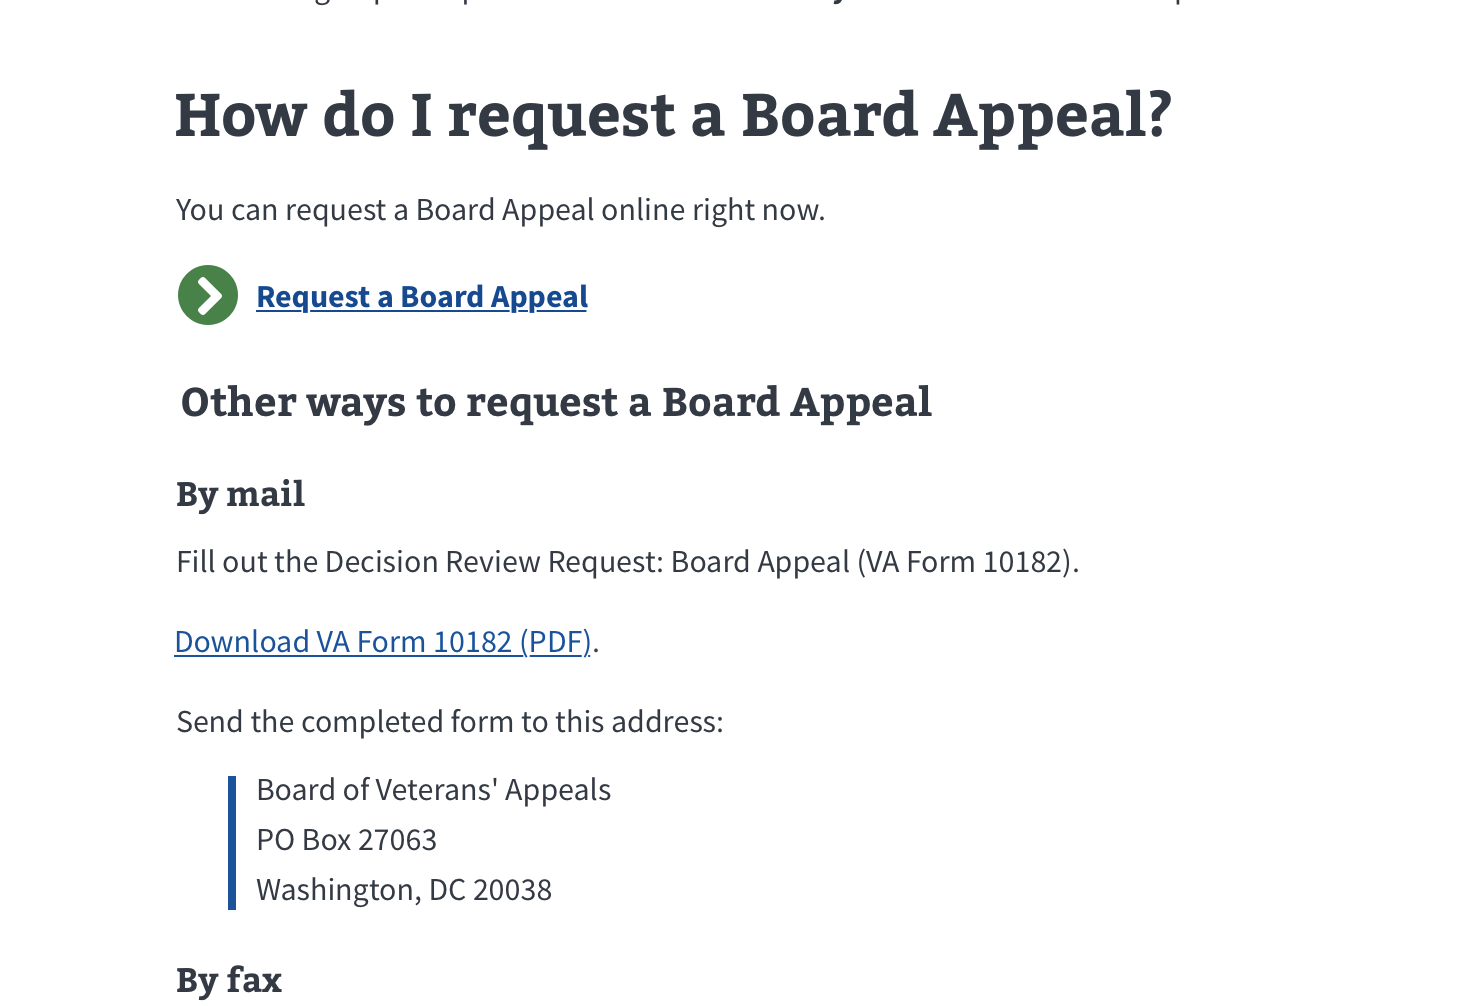 How do I request a Board Appeal?
You can request a Board Appeal online right now.
Request a Board Appeal
Other ways to request a Board Appeal
By mail
Fill out the Decision Review Request: Board Appeal (VA Form 10182).
Download VA Form 10182 (PDF).
Send the completed form to this address:
Board of Veterans' Appeals
PO Box 27063
Washington, DC 20038
By fax